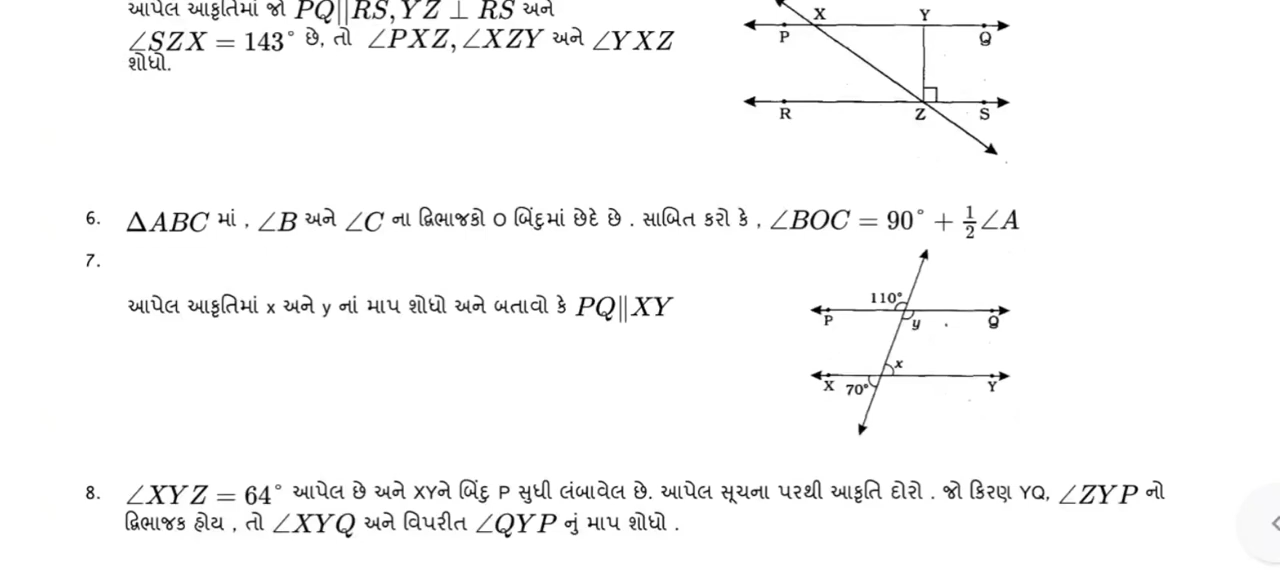 આપેલ આકૃતિમાં જો PQ||RS, YZ ⊥ RS અને
∠SZX = 143° છે, તો ∠PXZ, ∠XZY અને ∠YXZ
શોધો.
X Y
P Q
R Z S
6. ΔABC માં , ∠B અને ∠C ના દ્વિભાજકો O બિંદુમાં છેદે છે . સાબિત કરો કે , ∠BOC = 90° + 1/2 ∠A
7.
આપેલ આકૃતિમાં x અને y નાં માપ શોધો અને બતાવો કે PQ||XY
110°
P y Q
x
X 70° Y
8. ∠XYZ = 64° આપેલ છે અને XYને બિંદુ P સુધી લંબાવેલ છે. આપેલ સૂચના પરથી આકૃતિ દોરો . જો કિરણ YQ, ∠ZYP નો
દ્વિભાજક હોય , તો ∠XYQ અને વિપરીત ∠QYP નું માપ શોધો .